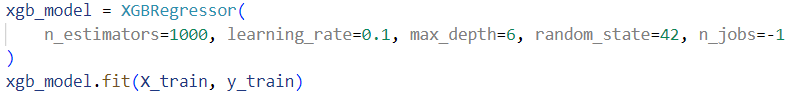 xgb_model = XGBRegressor(
    n_estimators=1000, learning_rate=0.1, max_depth=6, random_state=42, n_jobs=-1
)
xgb_model.fit(X_train, y_train)